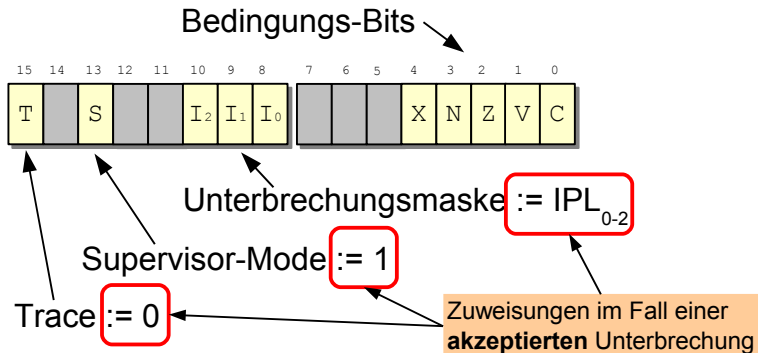 Bedingungs-Bits
15 14 13 12 11 10 9 8 7 6 5 4 3 2 1 0
T S I₂ I₁ I₀ X N Z V C
Unterbrechungsmaske := IPL₀₋₂
Supervisor-Mode := 1
Trace := 0
Zuweisungen im Fall einer
akzeptierten Unterbrechung